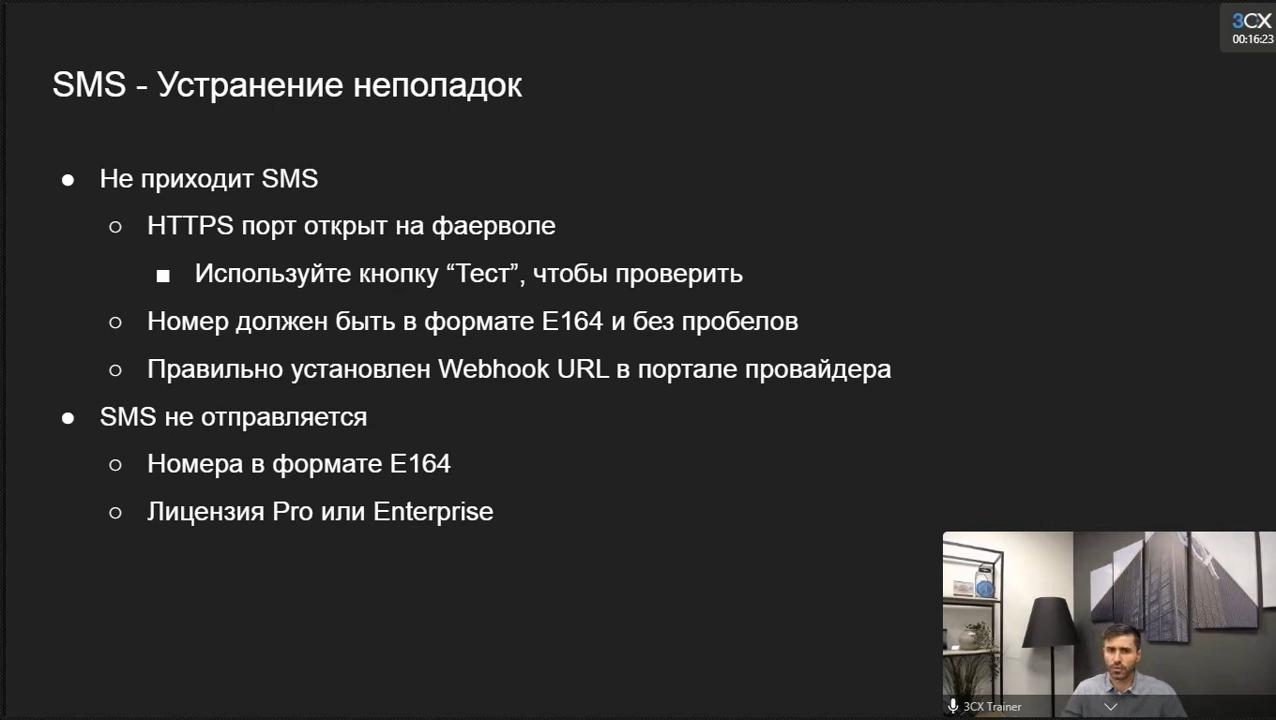 3CX
00:16:23
SMS - Устранение неполадок
● Не приходит SMS
○ HTTPS порт открыт на фаерволе
■ Используйте кнопку “Тест”, чтобы проверить
○ Номер должен быть в формате E164 и без пробелов
○ Правильно установлен Webhook URL в портале провайдера
● SMS не отправляется
○ Номера в формате E164
○ Лицензия Pro или Enterprise
3CX Trainer